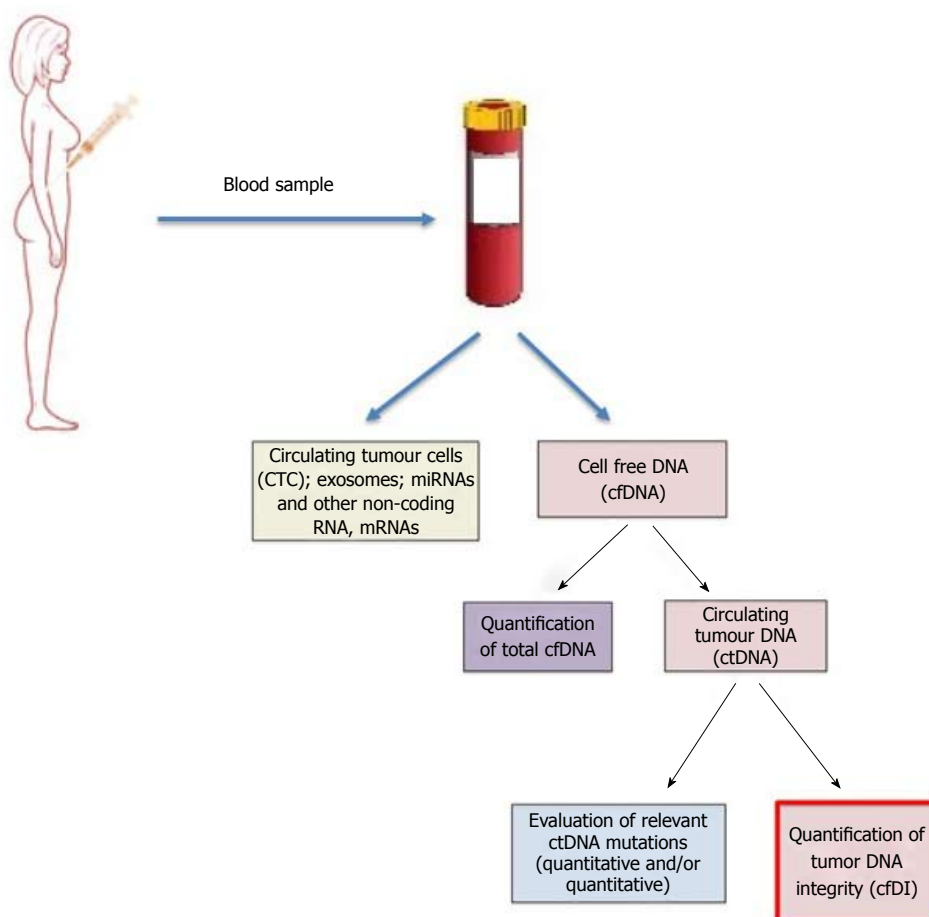 Blood sample
Circulating tumour cells
(CTC); exosomes; miRNAs
and other non-coding
RNA, mRNAs
Cell free DNA
(cfDNA)
Quantification
of total cfDNA
Circulating
tumour DNA
(ctDNA)
Evaluation of relevant
ctDNA mutations
(quantitative and/or
quantitative)
Quantification of
tumor DNA
integrity (cfDI)